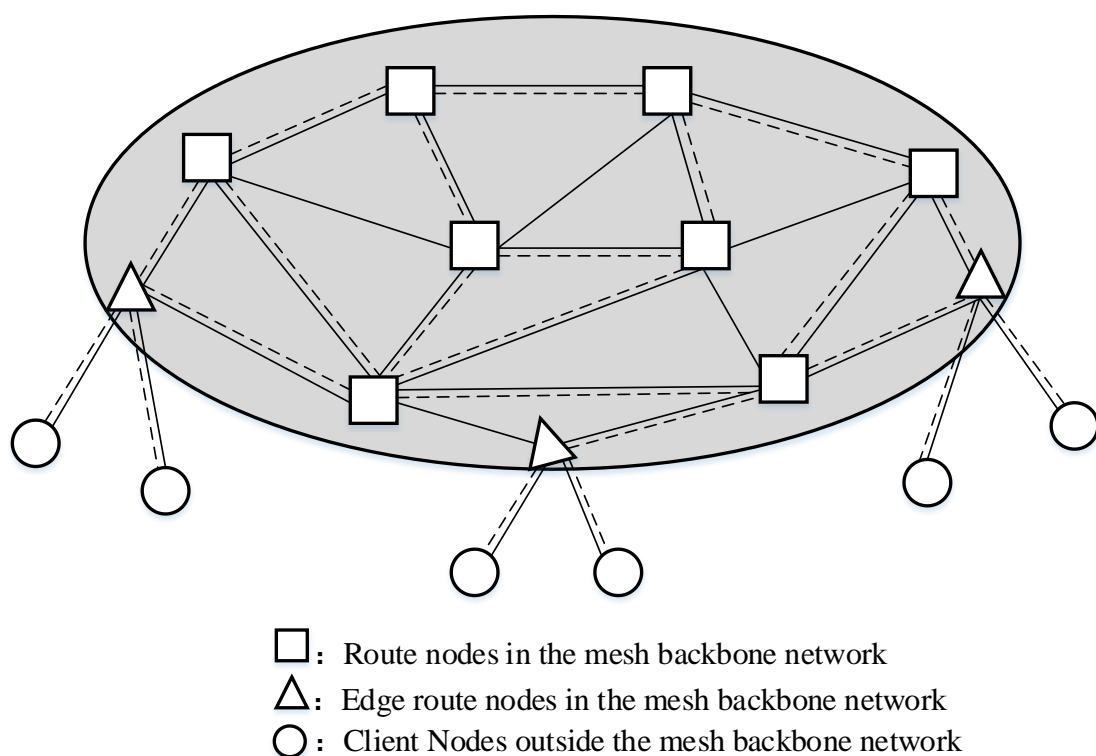 : Route nodes in the mesh backbone network
: Edge route nodes in the mesh backbone network
: Client Nodes outside the mesh backbone network